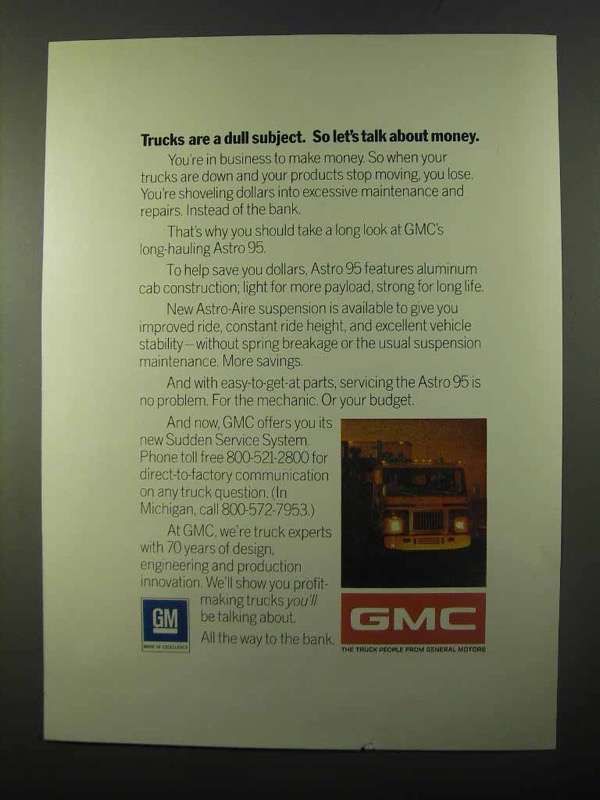 Trucks are a dull subject. So let's talk about money.
You're in business to make money. So when your
trucks are down and your products stop moving, you lose.
You're shoveling dollars into excessive maintenance and
repairs. Instead of the bank.
That's why you should take a long look at GMC's
long-hauling Astro 95.
To help save you dollars, Astro 95 features aluminum
cab construction; light for more payload, strong for long life.
New Astro-Aire suspension is available to give you
improved ride, constant ride height, and excellent vehicle
stability—without spring breakage or the usual suspension
maintenance. More savings.
And with easy-to-get-at parts, servicing the Astro 95 is
no problem. For the mechanic. Or your budget.
And now, GMC offers you its
new Sudden Service System.
Phone toll free 800-521-2800 for
direct-to-factory communication
on any truck question. (In
Michigan, call 800-572-7953.)
At GMC, we're truck experts
with 70 years of design,
engineering and production
innovation. We'll show you profit-
making trucks you'll
be talking about.
All the way to the bank.
GM
MARK OF EXCELLENCE
GMC
THE TRUCK PEOPLE FROM GENERAL MOTORS